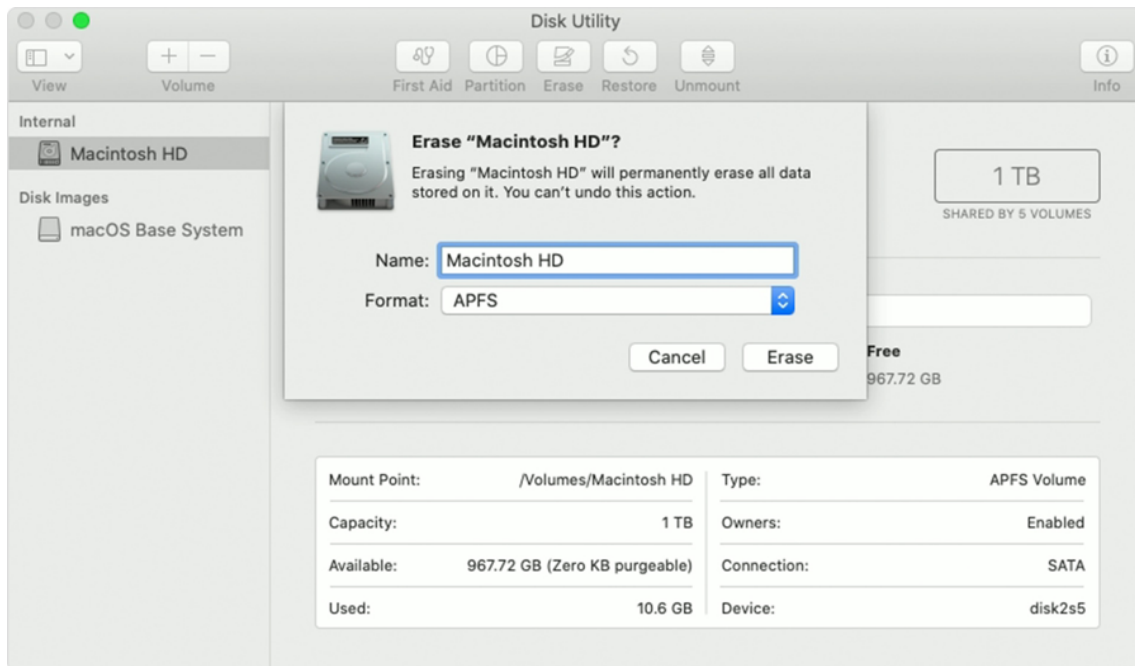 Disk Utility
View
Volume
First Aid
Partition
Erase
Restore
Unmount
Info
Internal
Macintosh HD
Disk Images
macOS Base System
Erase “Macintosh HD”?
Erasing “Macintosh HD” will permanently erase all data
stored on it. You can’t undo this action.
Name: Macintosh HD
Format: APFS
Cancel
Erase
1 TB
SHARED BY 5 VOLUMES
Free
967.72 GB
Mount Point: /Volumes/Macintosh HD
Type: APFS Volume
Capacity: 1 TB
Owners: Enabled
Available: 967.72 GB (Zero KB purgeable)
Connection: SATA
Used: 10.6 GB
Device: disk2s5